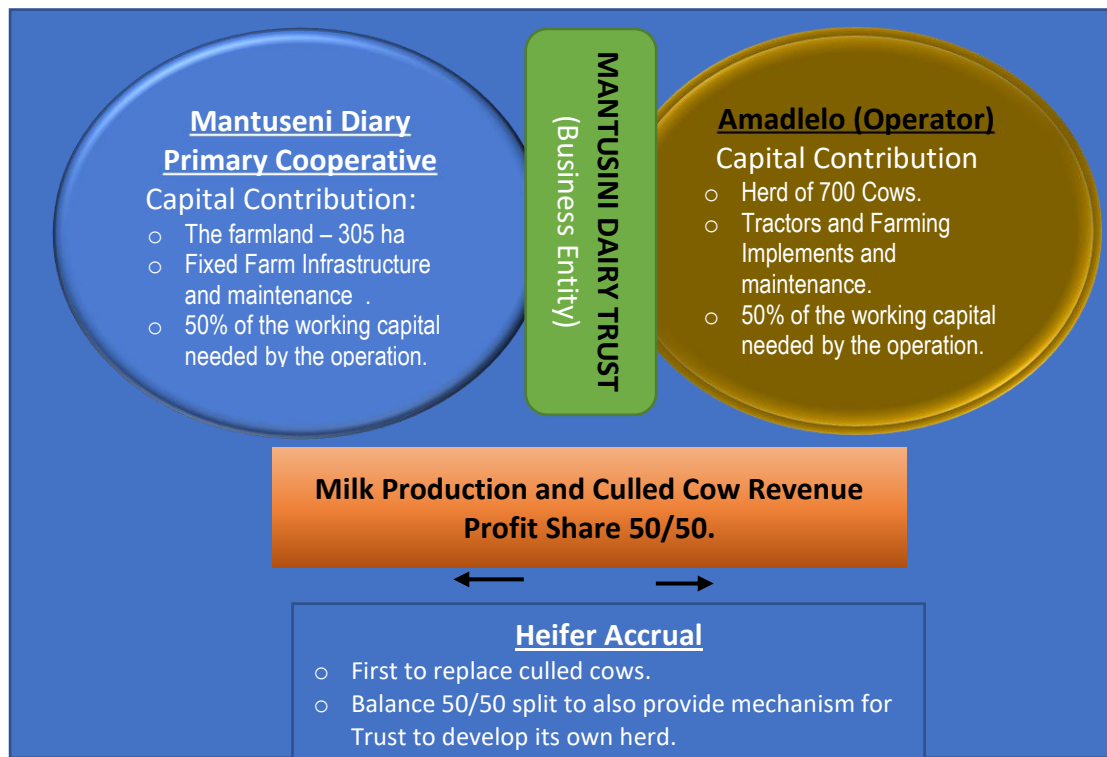 Mantuseni Diary
Primary Cooperative
Capital Contribution:
○ The farmland – 305 ha
○ Fixed Farm Infrastructure
and maintenance .
○ 50% of the working capital
needed by the operation.
MANTUSINI DAIRY TRUST
(Business Entity)
Amadlelo (Operator)
Capital Contribution
○ Herd of 700 Cows.
○ Tractors and Farming
Implements and
maintenance.
○ 50% of the working capital
needed by the operation.
Milk Production and Culled Cow Revenue
Profit Share 50/50.
Heifer Accrual
○ First to replace culled cows.
○ Balance 50/50 split to also provide mechanism for
Trust to develop its own herd.